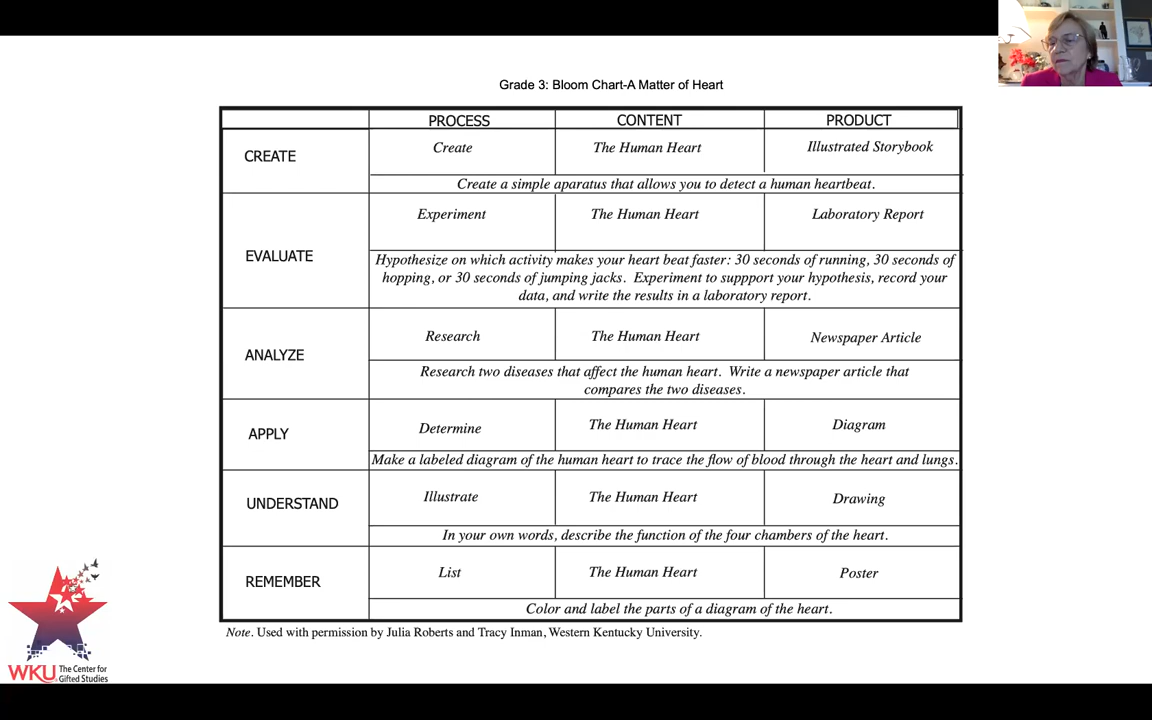 Grade 3: Bloom Chart-A Matter of Heart
PROCESS CONTENT PRODUCT
CREATE
Create The Human Heart Illustrated Storybook
Create a simple aparatus that allows you to detect a human heartbeat.
EVALUATE
Experiment The Human Heart Laboratory Report
Hypothesize on which activity makes your heart beat faster: 30 seconds of running, 30 seconds of
hopping, or 30 seconds of jumping jacks. Experiment to suppport your hypothesis, record your
data, and write the results in a laboratory report.
ANALYZE
Research The Human Heart Newspaper Article
Research two diseases that affect the human heart. Write a newspaper article that
compares the two diseases.
APPLY
Determine The Human Heart Diagram
Make a labeled diagram of the human heart to trace the flow of blood through the heart and lungs.
UNDERSTAND
Illustrate The Human Heart Drawing
In your own words, describe the function of the four chambers of the heart.
REMEMBER
List The Human Heart Poster
Color and label the parts of a diagram of the heart.
Note. Used with permission by Julia Roberts and Tracy Inman, Western Kentucky University.
WKU The Center for
Gifted Studies